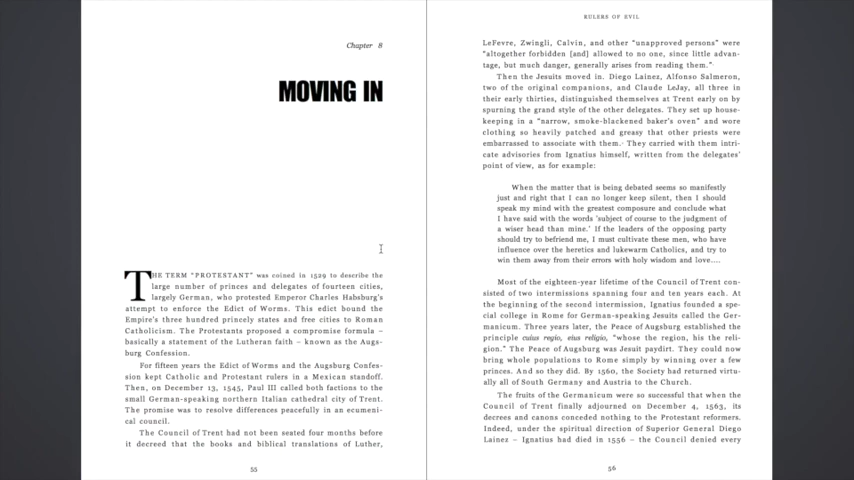 Chapter 8
MOVING IN
THE TERM “PROTESTANT” was coined in 1529 to describe the
large number of princes and delegates of fourteen cities,
largely German, who protested Emperor Charles Habsburg’s
attempt to enforce the Edict of Worms. This edict bound the
Empire’s three hundred princely states and free cities to Roman
Catholicism. The Protestants proposed a compromise formula –
basically a statement of the Lutheran faith – known as the Augs-
burg Confession.
For fifteen years the Edict of Worms and the Augsburg Confes-
sion kept Catholic and Protestant rulers in a Mexican standoff.
Then, on December 13, 1545, Paul III called both factions to the
small German-speaking northern Italian cathedral city of Trent.
The promise was to resolve differences peacefully in an ecumeni-
cal council.
The Council of Trent had not been seated four months before
it decreed that the books and biblical translations of Luther,
55
RULERS OF EVIL
LeFevre, Zwingli, Calvin, and other “unapproved persons” were
“altogether forbidden [and] allowed to no one, since little advan-
tage, but much danger, generally arises from reading them.”
Then the Jesuits moved in. Diego Lainez, Alfonso Salmeron,
two of the original companions, and Claude LeJay, all three in
their early thirties, distinguished themselves at Trent early on by
spurning the grand style of the other delegates. They set up house-
keeping in a “narrow, smoke-blackened baker’s oven” and wore
clothing so heavily patched and greasy that other priests were
embarrassed to associate with them. They carried with them intri-
cate advisories from Ignatius himself, written from the delegates’
point of view, as for example:
When the matter that is being debated seems so manifestly
just and right that I can no longer keep silent, then I should
speak my mind with the greatest composure and conclude what
I have said with the words ‘subject of course to the judgment of
a wiser head than mine.’ If the leaders of the opposing party
should try to befriend me, I must cultivate these men, who have
influence over the heretics and lukewarm Catholics, and try to
win them away from their errors with holy wisdom and love....
Most of the eighteen-year lifetime of the Council of Trent con-
sisted of two intermissions spanning four and ten years each. At
the beginning of the second intermission, Ignatius founded a spe-
cial college in Rome for German-speaking Jesuits called the Ger-
manicum. Three years later, the Peace of Augsburg established the
principle cuius regio, eius religio, “whose the region, his the reli-
gion.” The Peace of Augsburg was Jesuit paydirt. They could now
bring whole populations to Rome simply by winning over a few
princes. And so they did. By 1560, the Society had returned virtu-
ally all of South Germany and Austria to the Church.
The fruits of the Germanicum were so successful that when the
Council of Trent finally adjourned on December 4, 1563, its
decrees and canons conceded nothing to the Protestant reformers.
Indeed, under the spiritual direction of Superior General Diego
Lainez – Ignatius had died in 1556 – the Council denied every
56